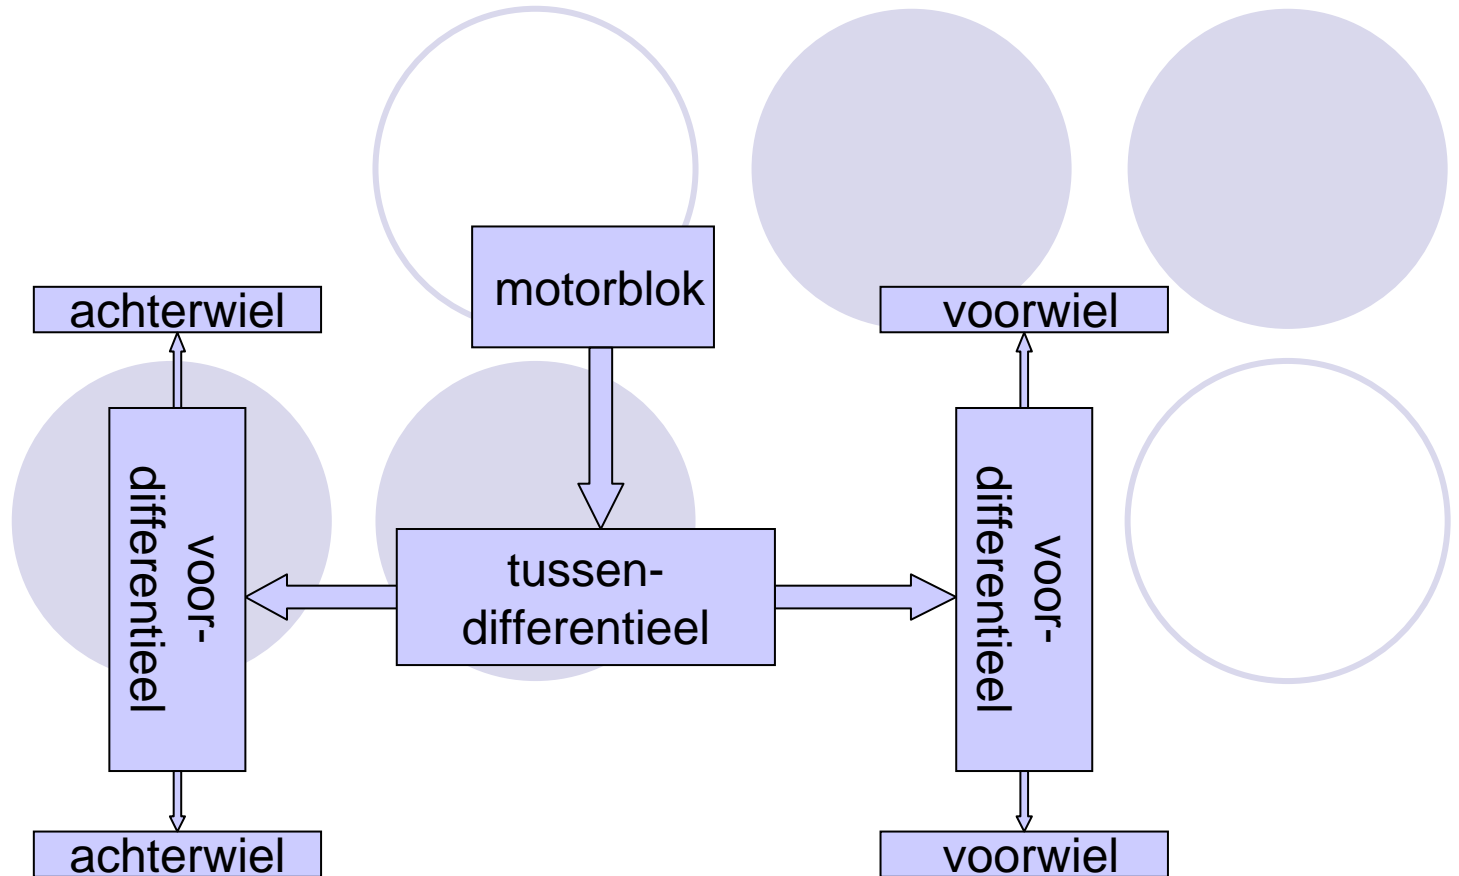 motorblok
achterwiel
voorwiel
voor-
differentieel
tussen-
differentieel
voor-
differentieel
achterwiel
voorwiel